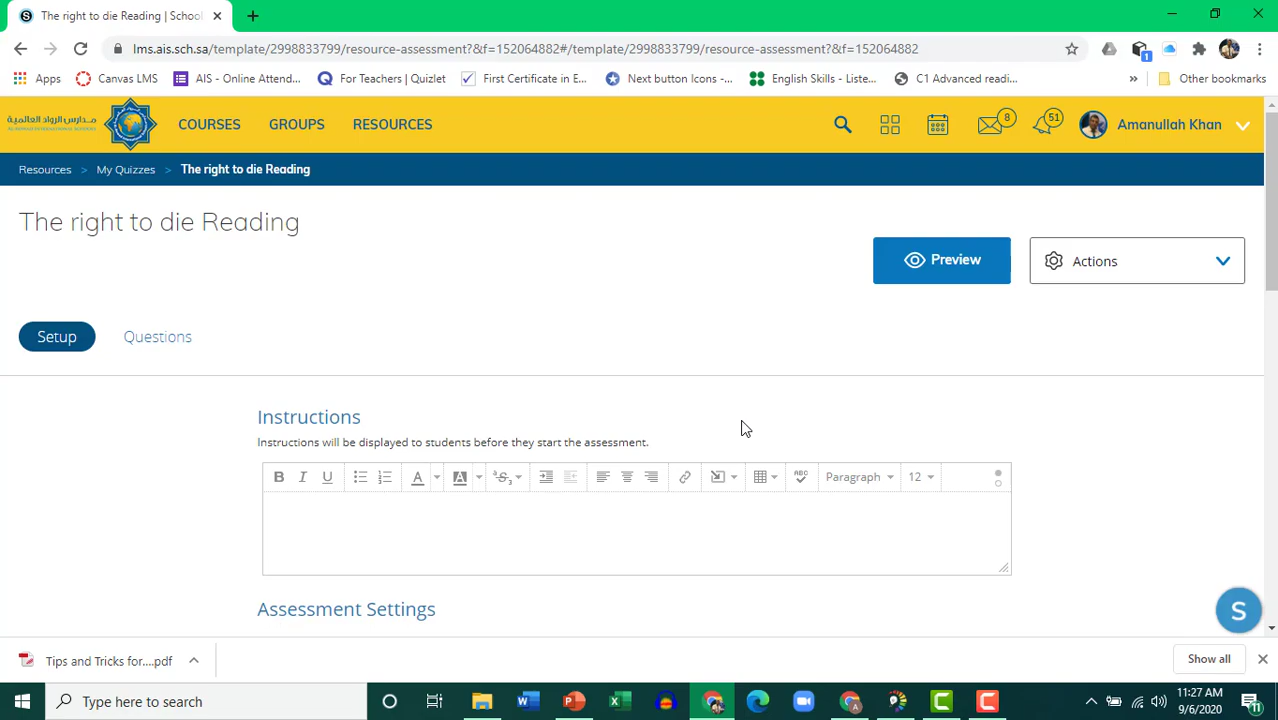 The right to die Reading | School
lms.ais.sch.sa/template/2998833799/resource-assessment?&f=152064882#/template/2998833799/resource-assessment?&f=152064882
Apps Canvas LMS AIS - Online Attend... For Teachers | Quizlet First Certificate in E... Next button Icons -... English Skills - Liste... C1 Advanced readi... » Other bookmarks
مدارس الرواد العالمية
COURSES GROUPS RESOURCES 8 51 Amanullah Khan
Resources > My Quizzes > The right to die Reading
The right to die Reading
Preview Actions
Setup Questions
Instructions
Instructions will be displayed to students before they start the assessment.
B I U A A S ABC Paragraph 12
Assessment Settings
S
Tips and Tricks for....pdf Show all
Type here to search
11:27 AM
9/6/2020